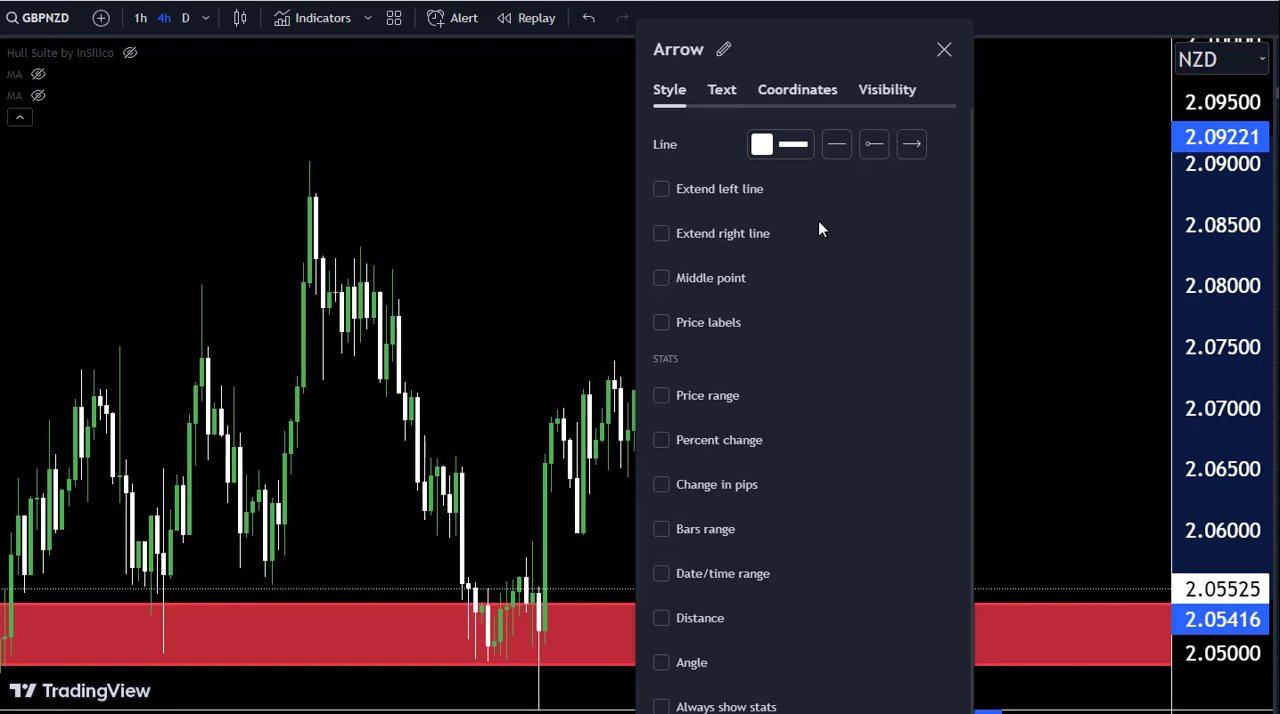 GBPNZD 1h 4h D Indicators Alert Replay
Hull Suite by InSilico
MA
MA
Arrow
Style Text Coordinates Visibility
Line
Extend left line
Extend right line
Middle point
Price labels
STATS
Price range
Percent change
Change in pips
Bars range
Date/time range
Distance
Angle
Always show stats
NZD
2.09500
2.09221
2.09000
2.08500
2.08000
2.07500
2.07000
2.06500
2.06000
2.05525
2.05416
2.05000
TradingView